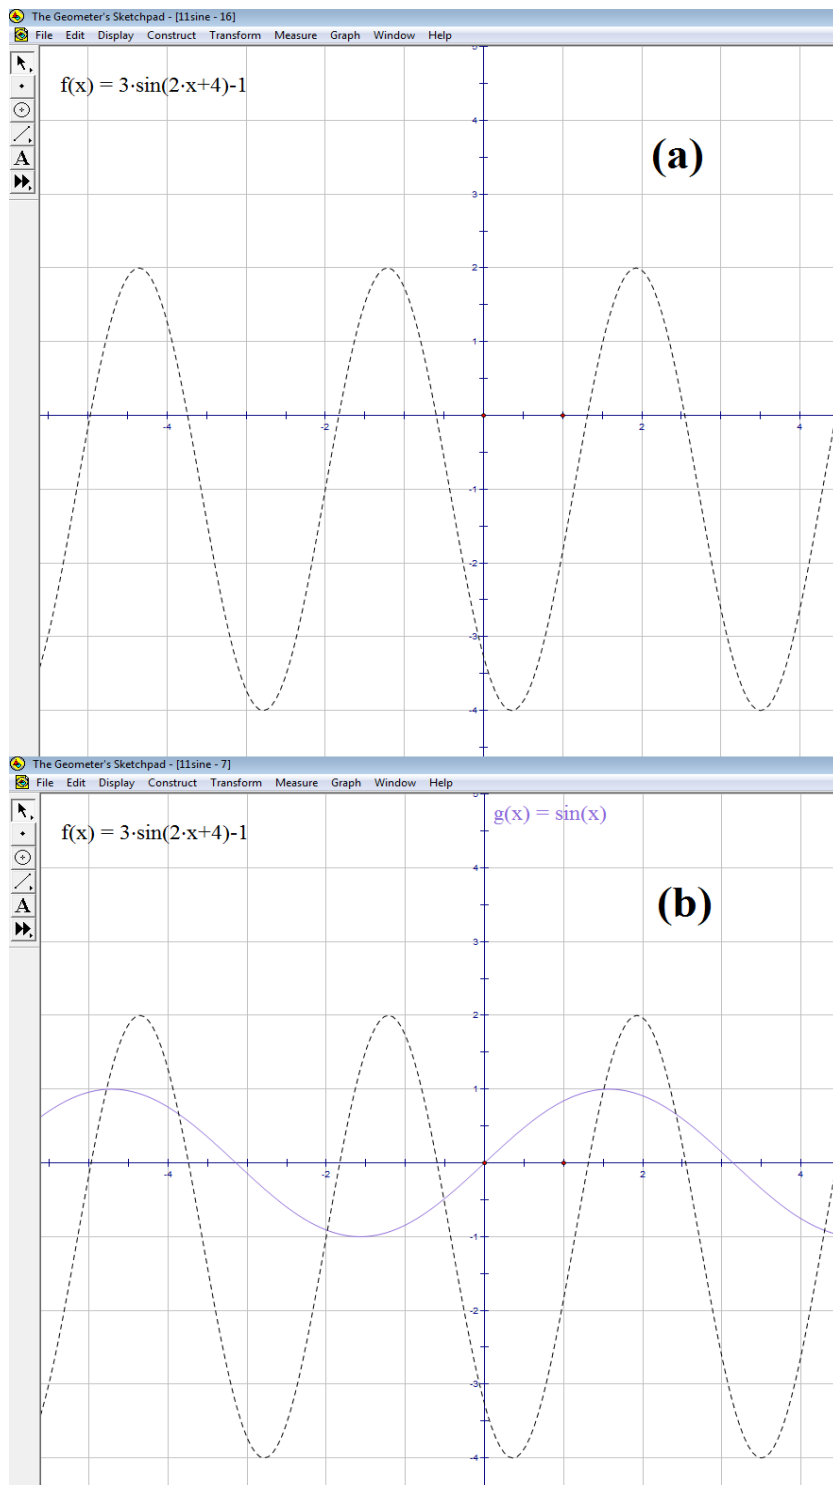 The Geometer's Sketchpad - [11sine - 16]
File Edit Display Construct Transform Measure Graph Window Help
f(x) = 3·sin(2·x+4)-1
(a)
A
5
4
3
2
1
-4 -2 2 4
-1
-2
-3
-4
The Geometer's Sketchpad - [11sine - 7]
File Edit Display Construct Transform Measure Graph Window Help
g(x) = sin(x)
f(x) = 3·sin(2·x+4)-1
(b)
A
5
4
3
2
1
-4 -2 2 4
-1
-2
-3
-4